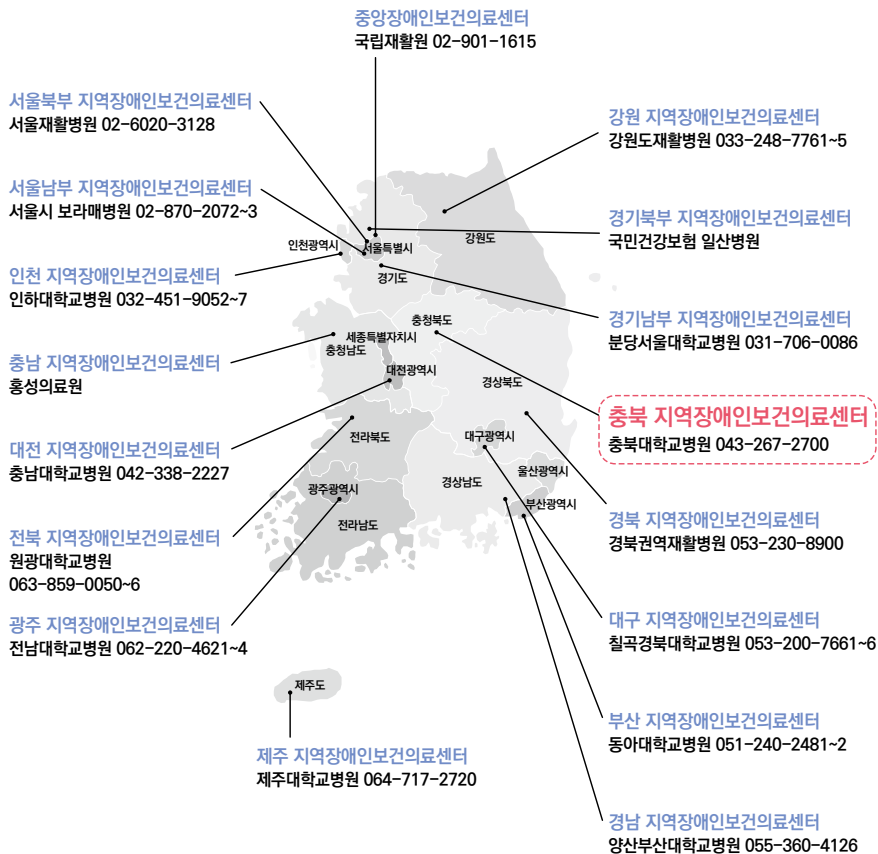 중앙장애인보건의료센터
국립재활원 02-901-1615
서울북부 지역장애인보건의료센터
서울재활병원 02-6020-3128
서울남부 지역장애인보건의료센터
서울시 보라매병원 02-870-2072~3
인천 지역장애인보건의료센터
인하대학교병원 032-451-9052~7
충남 지역장애인보건의료센터
홍성의료원
대전 지역장애인보건의료센터
충남대학교병원 042-338-2227
전북 지역장애인보건의료센터
원광대학교병원
063-859-0050~6
광주 지역장애인보건의료센터
전남대학교병원 062-220-4621~4
제주 지역장애인보건의료센터
제주대학교병원 064-717-2720
인천광역시
서울특별시
강원도
경기도
충청북도
세종특별자치시
충청남도
대전광역시
경상북도
전라북도
대구광역시
울산광역시
경상남도
광주광역시
부산광역시
전라남도
제주도
강원 지역장애인보건의료센터
강원도재활병원 033-248-7761~5
경기북부 지역장애인보건의료센터
국민건강보험 일산병원
경기남부 지역장애인보건의료센터
분당서울대학교병원 031-706-0086
충북 지역장애인보건의료센터
충북대학교병원 043-267-2700
경북 지역장애인보건의료센터
경북권역재활병원 053-230-8900
대구 지역장애인보건의료센터
칠곡경북대학교병원 053-200-7661~6
부산 지역장애인보건의료센터
동아대학교병원 051-240-2481~2
경남 지역장애인보건의료센터
양산부산대학교병원 055-360-4126